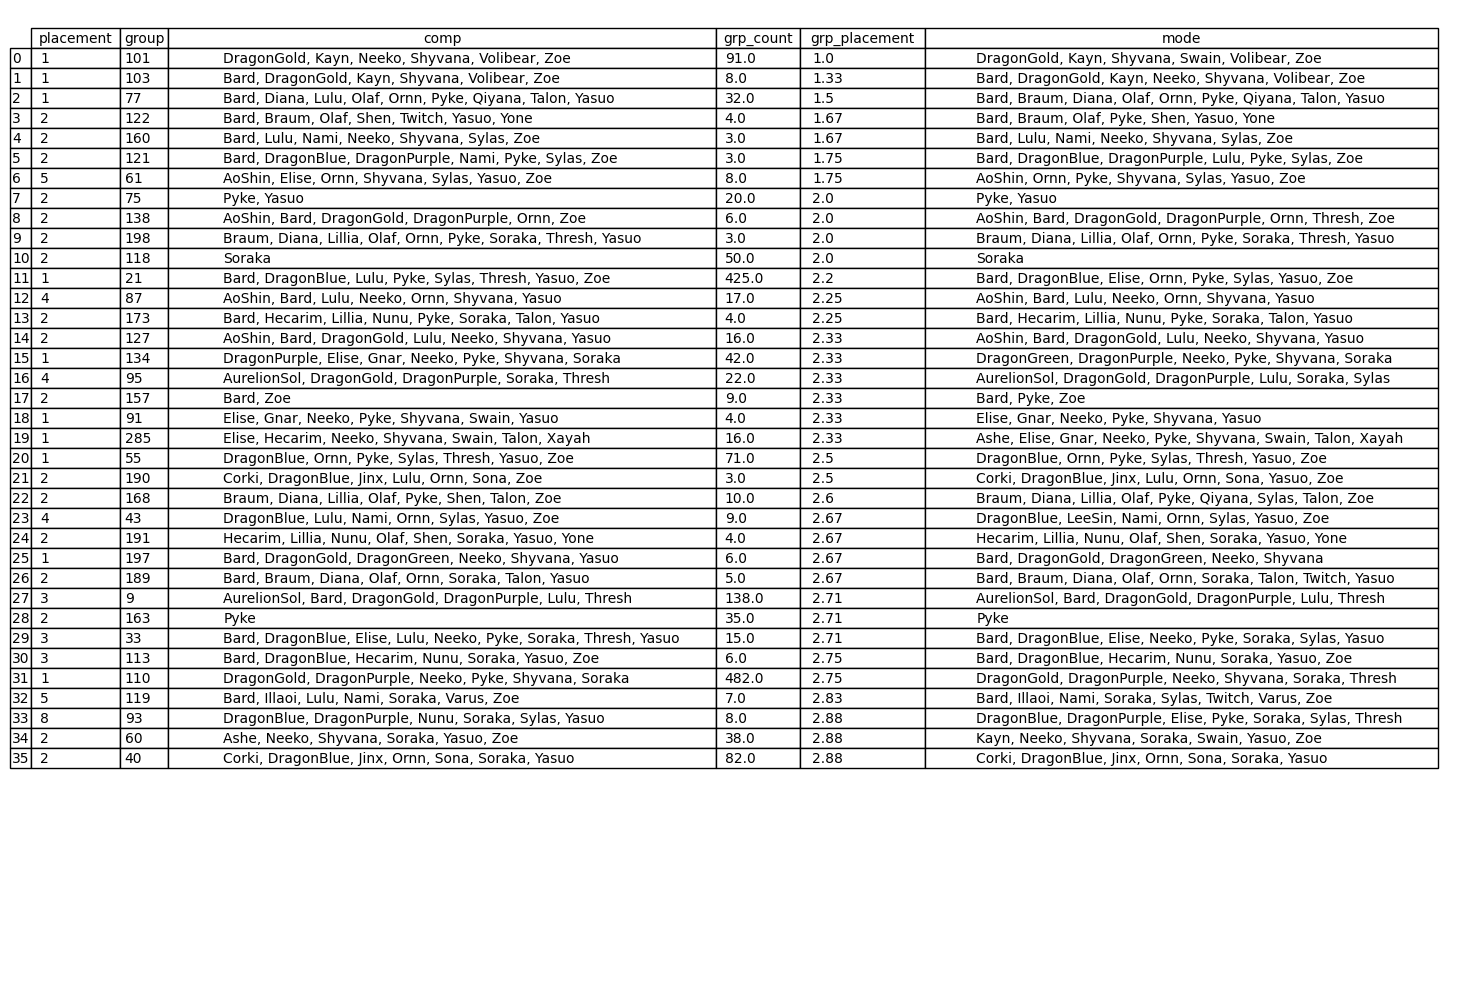 placement group comp grp_count grp_placement mode
0 1 101 DragonGold, Kayn, Neeko, Shyvana, Volibear, Zoe 91.0 1.0 DragonGold, Kayn, Shyvana, Swain, Volibear, Zoe
1 1 103 Bard, DragonGold, Kayn, Shyvana, Volibear, Zoe 8.0 1.33 Bard, DragonGold, Kayn, Neeko, Shyvana, Volibear, Zoe
2 1 77 Bard, Diana, Lulu, Olaf, Ornn, Pyke, Qiyana, Talon, Yasuo 32.0 1.5 Bard, Braum, Diana, Olaf, Ornn, Pyke, Qiyana, Talon, Yasuo
3 2 122 Bard, Braum, Olaf, Shen, Twitch, Yasuo, Yone 4.0 1.67 Bard, Braum, Olaf, Pyke, Shen, Yasuo, Yone
4 2 160 Bard, Lulu, Nami, Neeko, Shyvana, Sylas, Zoe 3.0 1.67 Bard, Lulu, Nami, Neeko, Shyvana, Sylas, Zoe
5 2 121 Bard, DragonBlue, DragonPurple, Nami, Pyke, Sylas, Zoe 3.0 1.75 Bard, DragonBlue, DragonPurple, Lulu, Pyke, Sylas, Zoe
6 5 61 AoShin, Elise, Ornn, Shyvana, Sylas, Yasuo, Zoe 8.0 1.75 AoShin, Ornn, Pyke, Shyvana, Sylas, Yasuo, Zoe
7 2 75 Pyke, Yasuo 20.0 2.0 Pyke, Yasuo
8 2 138 AoShin, Bard, DragonGold, DragonPurple, Ornn, Zoe 6.0 2.0 AoShin, Bard, DragonGold, DragonPurple, Ornn, Thresh, Zoe
9 2 198 Braum, Diana, Lillia, Olaf, Ornn, Pyke, Soraka, Thresh, Yasuo 3.0 2.0 Braum, Diana, Lillia, Olaf, Ornn, Pyke, Soraka, Thresh, Yasuo
10 2 118 Soraka 50.0 2.0 Soraka
11 1 21 Bard, DragonBlue, Lulu, Pyke, Sylas, Thresh, Yasuo, Zoe 425.0 2.2 Bard, DragonBlue, Elise, Ornn, Pyke, Sylas, Yasuo, Zoe
12 4 87 AoShin, Bard, Lulu, Neeko, Ornn, Shyvana, Yasuo 17.0 2.25 AoShin, Bard, Lulu, Neeko, Ornn, Shyvana, Yasuo
13 2 173 Bard, Hecarim, Lillia, Nunu, Pyke, Soraka, Talon, Yasuo 4.0 2.25 Bard, Hecarim, Lillia, Nunu, Pyke, Soraka, Talon, Yasuo
14 2 127 AoShin, Bard, DragonGold, Lulu, Neeko, Shyvana, Yasuo 16.0 2.33 AoShin, Bard, DragonGold, Lulu, Neeko, Shyvana, Yasuo
15 1 134 DragonPurple, Elise, Gnar, Neeko, Pyke, Shyvana, Soraka 42.0 2.33 DragonGreen, DragonPurple, Neeko, Pyke, Shyvana, Soraka
16 4 95 AurelionSol, DragonGold, DragonPurple, Soraka, Thresh 22.0 2.33 AurelionSol, DragonGold, DragonPurple, Lulu, Soraka, Sylas
17 2 157 Bard, Zoe 9.0 2.33 Bard, Pyke, Zoe
18 1 91 Elise, Gnar, Neeko, Pyke, Shyvana, Swain, Yasuo 4.0 2.33 Elise, Gnar, Neeko, Pyke, Shyvana, Yasuo
19 1 285 Elise, Hecarim, Neeko, Shyvana, Swain, Talon, Xayah 16.0 2.33 Ashe, Elise, Gnar, Neeko, Pyke, Shyvana, Swain, Talon, Xayah
20 1 55 DragonBlue, Ornn, Pyke, Sylas, Thresh, Yasuo, Zoe 71.0 2.5 DragonBlue, Ornn, Pyke, Sylas, Thresh, Yasuo, Zoe
21 2 190 Corki, DragonBlue, Jinx, Lulu, Ornn, Sona, Zoe 3.0 2.5 Corki, DragonBlue, Jinx, Lulu, Ornn, Sona, Yasuo, Zoe
22 2 168 Braum, Diana, Lillia, Olaf, Pyke, Shen, Talon, Zoe 10.0 2.6 Braum, Diana, Lillia, Olaf, Pyke, Qiyana, Sylas, Talon, Zoe
23 4 43 DragonBlue, Lulu, Nami, Ornn, Sylas, Yasuo, Zoe 9.0 2.67 DragonBlue, LeeSin, Nami, Ornn, Sylas, Yasuo, Zoe
24 2 191 Hecarim, Lillia, Nunu, Olaf, Shen, Soraka, Yasuo, Yone 4.0 2.67 Hecarim, Lillia, Nunu, Olaf, Shen, Soraka, Yasuo, Yone
25 1 197 Bard, DragonGold, DragonGreen, Neeko, Shyvana, Yasuo 6.0 2.67 Bard, DragonGold, DragonGreen, Neeko, Shyvana
26 2 189 Bard, Braum, Diana, Olaf, Ornn, Soraka, Talon, Yasuo 5.0 2.67 Bard, Braum, Diana, Olaf, Ornn, Soraka, Talon, Twitch, Yasuo
27 3 9 AurelionSol, Bard, DragonGold, DragonPurple, Lulu, Thresh 138.0 2.71 AurelionSol, Bard, DragonGold, DragonPurple, Lulu, Thresh
28 2 163 Pyke 35.0 2.71 Pyke
29 3 33 Bard, DragonBlue, Elise, Lulu, Neeko, Pyke, Soraka, Thresh, Yasuo 15.0 2.71 Bard, DragonBlue, Elise, Neeko, Pyke, Soraka, Sylas, Yasuo
30 3 113 Bard, DragonBlue, Hecarim, Nunu, Soraka, Yasuo, Zoe 6.0 2.75 Bard, DragonBlue, Hecarim, Nunu, Soraka, Yasuo, Zoe
31 1 110 DragonGold, DragonPurple, Neeko, Pyke, Shyvana, Soraka 482.0 2.75 DragonGold, DragonPurple, Neeko, Shyvana, Soraka, Thresh
32 5 119 Bard, Illaoi, Lulu, Nami, Soraka, Varus, Zoe 7.0 2.83 Bard, Illaoi, Nami, Soraka, Sylas, Twitch, Varus, Zoe
33 8 93 DragonBlue, DragonPurple, Nunu, Soraka, Sylas, Yasuo 8.0 2.88 DragonBlue, DragonPurple, Elise, Pyke, Soraka, Sylas, Thresh
34 2 60 Ashe, Neeko, Shyvana, Soraka, Yasuo, Zoe 38.0 2.88 Kayn, Neeko, Shyvana, Soraka, Swain, Yasuo, Zoe
35 2 40 Corki, DragonBlue, Jinx, Ornn, Sona, Soraka, Yasuo 82.0 2.88 Corki, DragonBlue, Jinx, Ornn, Sona, Soraka, Yasuo